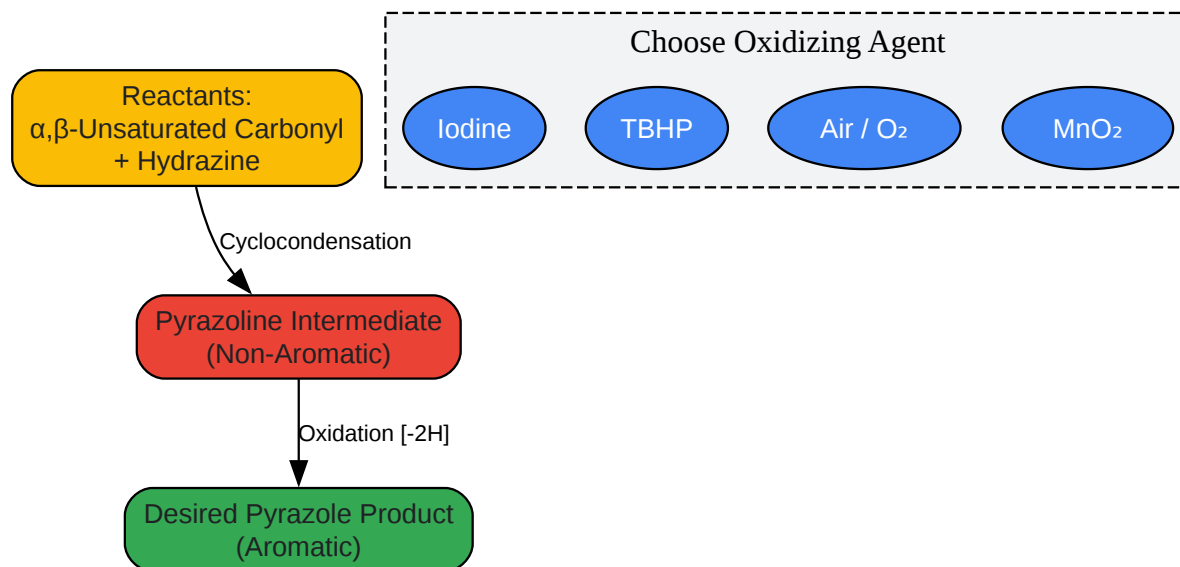 Choose Oxidizing Agent
Reactants:
α,β-Unsaturated Carbonyl
+ Hydrazine
Iodine
TBHP
Air / O₂
MnO₂
Cyclocondensation
Pyrazoline Intermediate
(Non-Aromatic)
Oxidation [-2H]
Desired Pyrazole Product
(Aromatic)